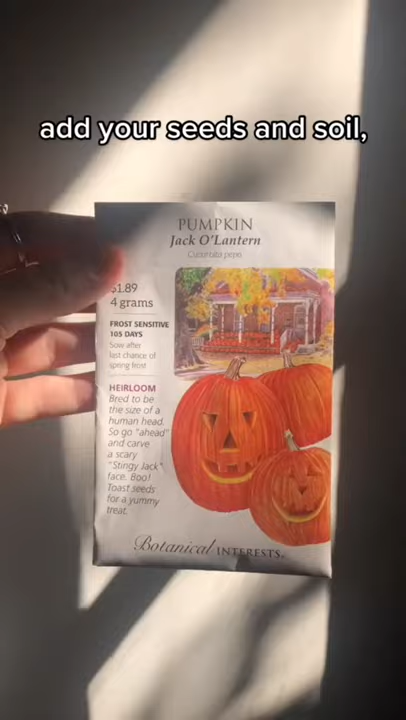 add your seeds and soil,
PUMPKIN
Jack O'Lantern
Cucurbita pepo
$1.89
4 grams
FROST SENSITIVE
105 DAYS
Sow after
last chance of
spring frost
HEIRLOOM
Bred to be
the size of a
human head.
So go "ahead"
and carve
a scary
"Stingy Jack"
face. Boo!
Toast seeds
for a yummy
treat.
Botanical INTERESTS